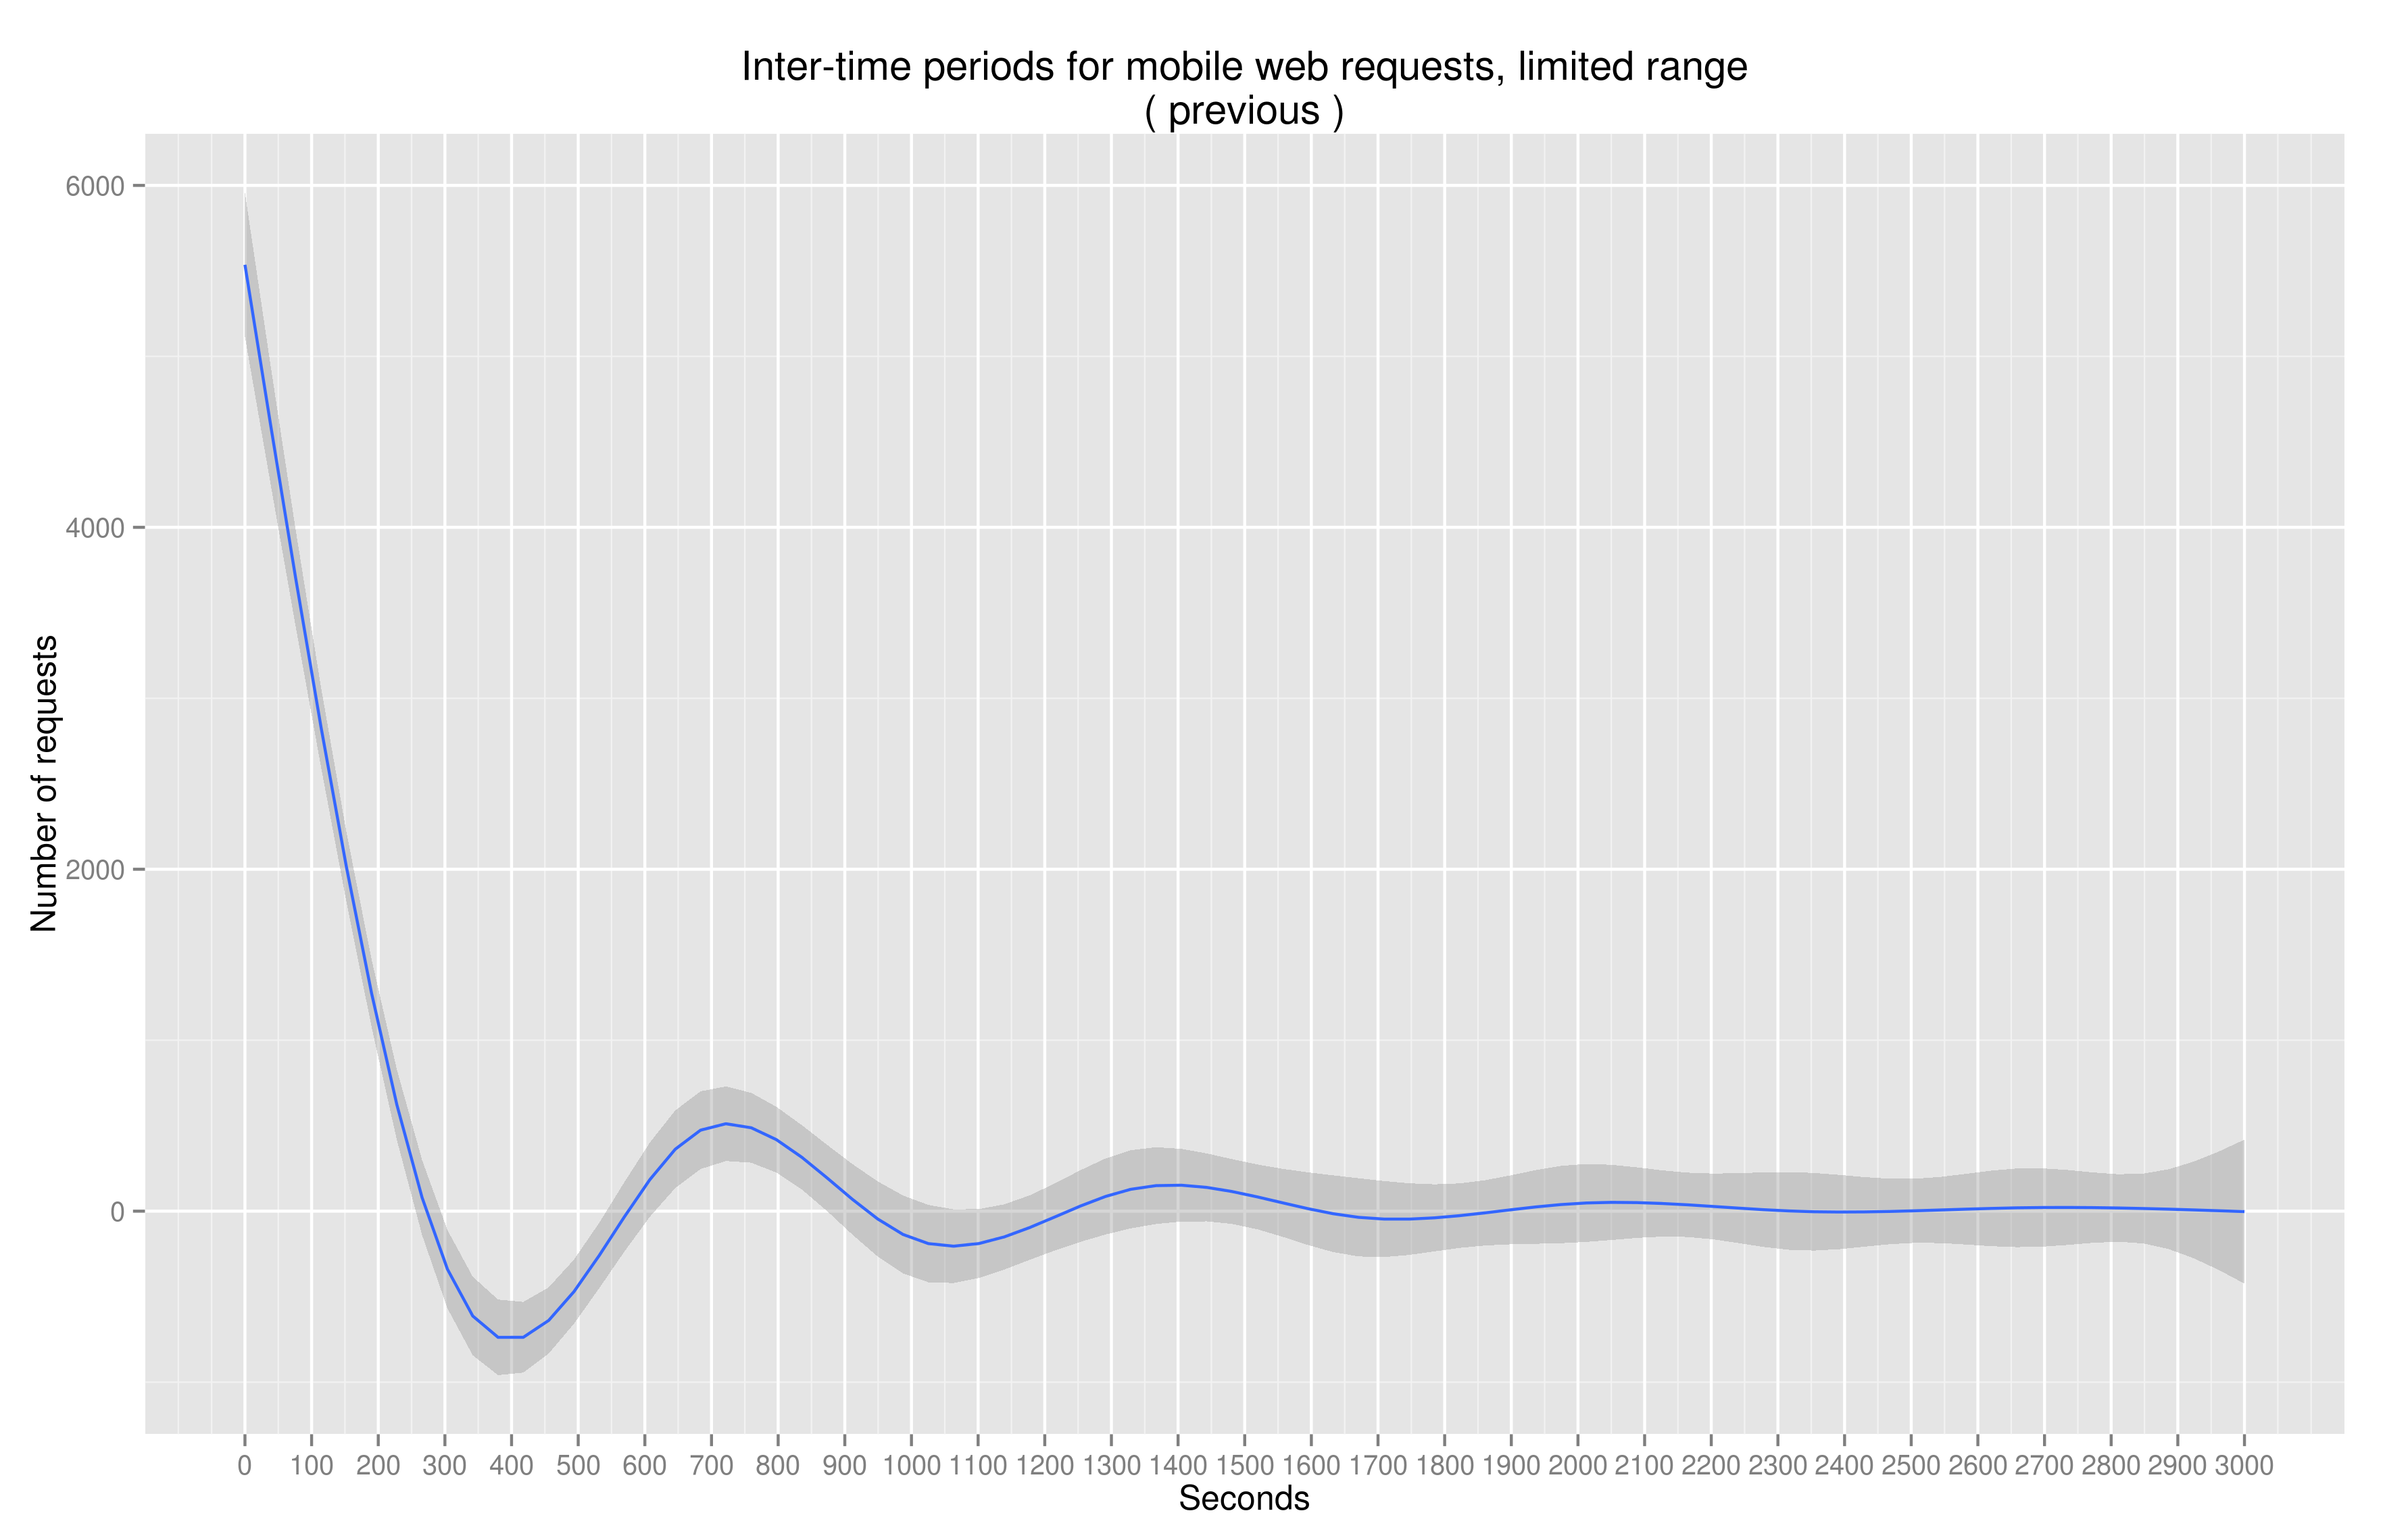 Inter-time periods for mobile web requests, limited range
( previous )
6000
4000
2000
0
Number of requests
0 100 200 300 400 500 600 700 800 900 1000 1100 1200 1300 1400 1500 1600 1700 1800 1900 2000 2100 2200 2300 2400 2500 2600 2700 2800 2900 3000
Seconds